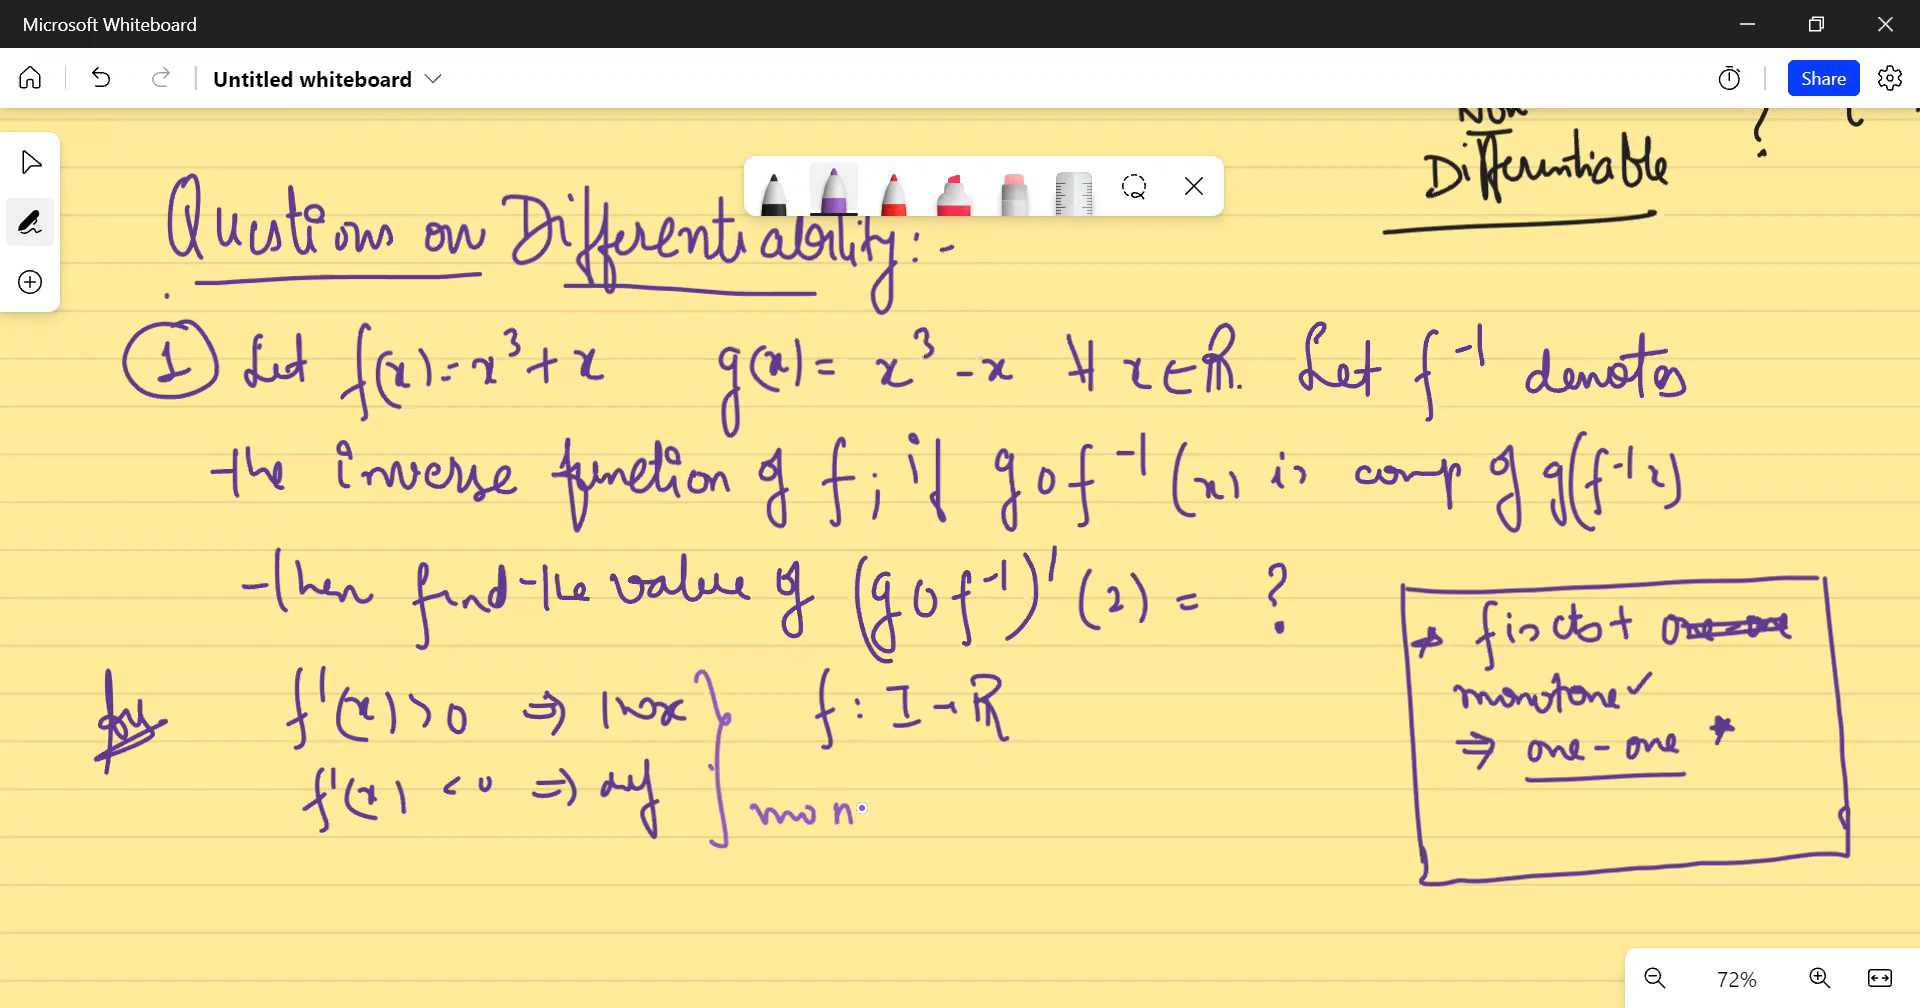 Microsoft Whiteboard
Untitled whiteboard
Share
Non
Differentiable ?
Questions on Differentiability:-
① Let f(x)=x³+x g(x)= x³-x ∀ x∈ℝ. Let f⁻¹ denotes
the inverse function of f; if gof⁻¹(x) is comp of g(f⁻¹x)
then find the value of (gof⁻¹)'(2) = ?
f'(x)>0 ⇒ f:I→ℝ
f'(x) <0 ⇒
mon
* f is cts +
monotone ✓
⇒ one-one *
72%